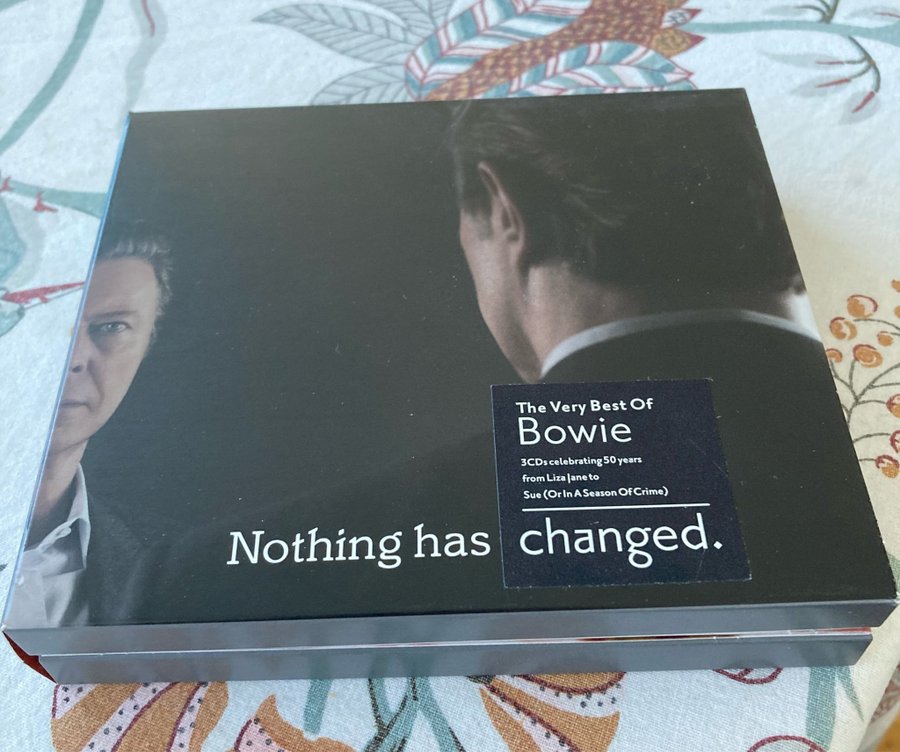 The Very Best Of
Bowie
3CDs celebrating 50 years
from Liza Jane to
Sue (Or In A Season Of Crime)
Nothing has changed.